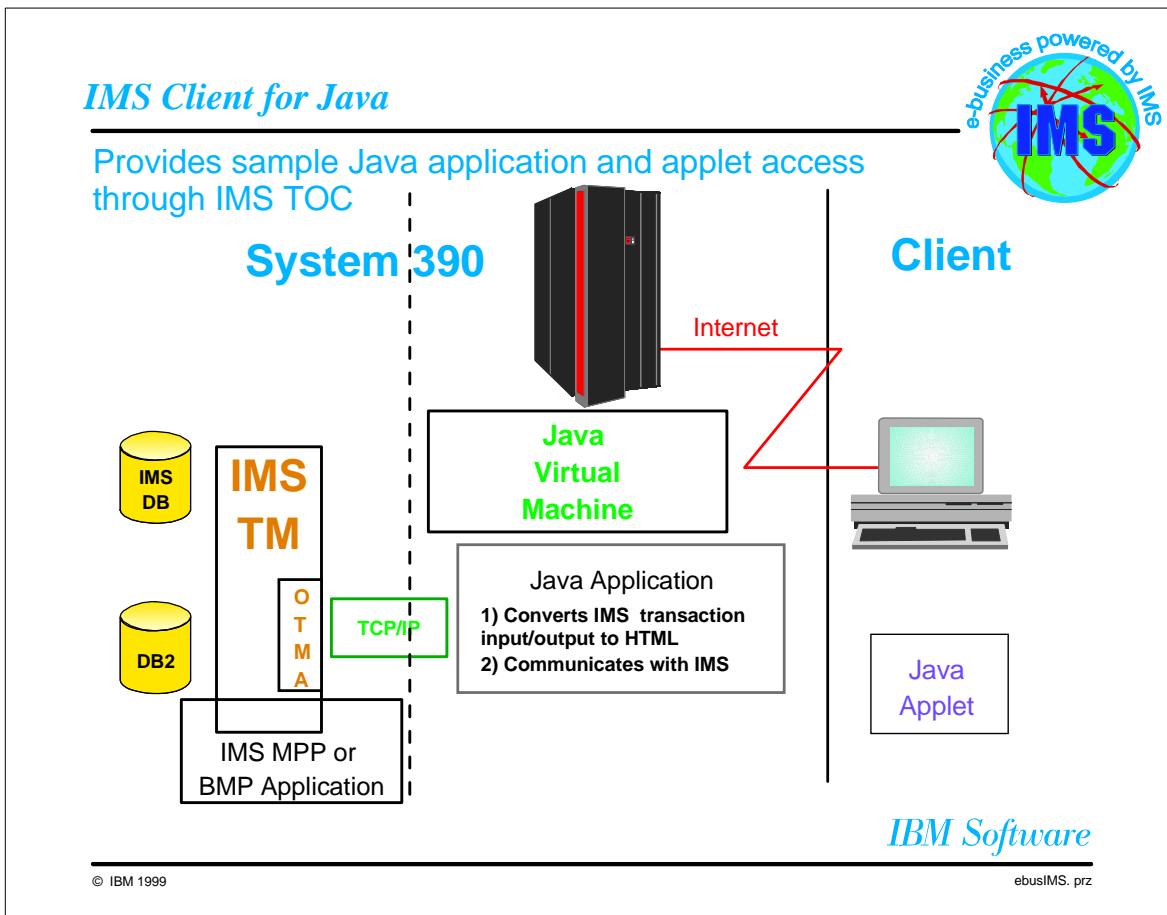 IMS Client for Java
e-business powered by IMS
IMS
Provides sample Java application and applet access
through IMS TOC
System 390
Client
Internet
Java
Virtual
Machine
IMS
DB
IMS
TM
O
T
M
A
TCP/IP
DB2
Java Application
1) Converts IMS transaction
input/output to HTML
2) Communicates with IMS
Java
Applet
IMS MPP or
BMP Application
IBM Software
© IBM 1999
ebusIMS. prz